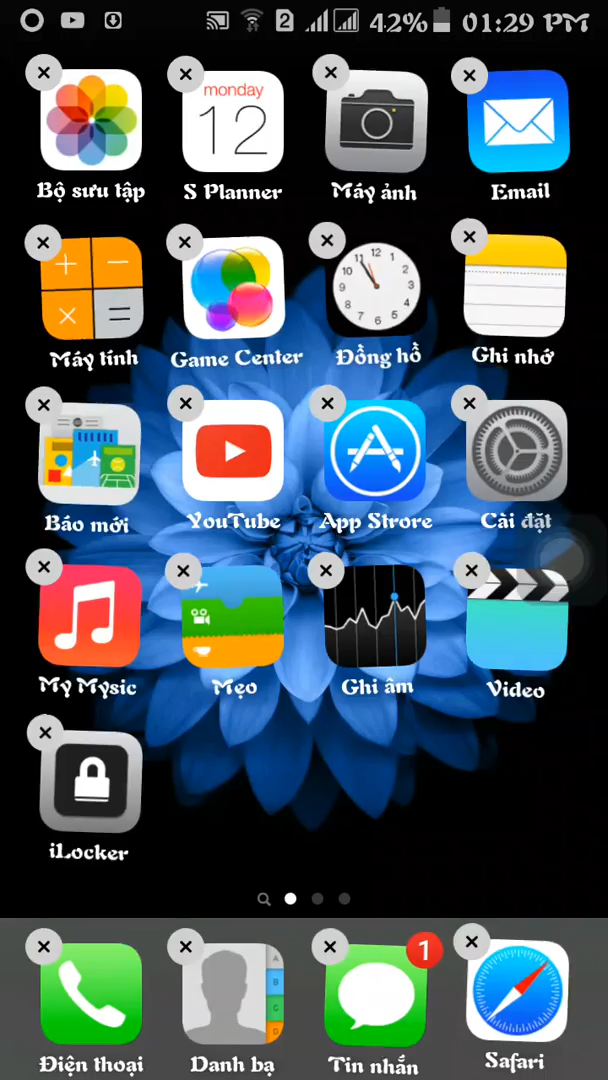 2 42% 01:29 PM
monday
12
Bộ sưu tập S Planner Máy ảnh Email
Máy tính Game Center Đồng hồ Ghi nhớ
Báo mới YouTube App Strore Cài đặt
My Mysic Mẹo Ghi âm Video
iLocker
1
A
B
C
D
Điện thoại Danh bạ Tin nhắn Safari